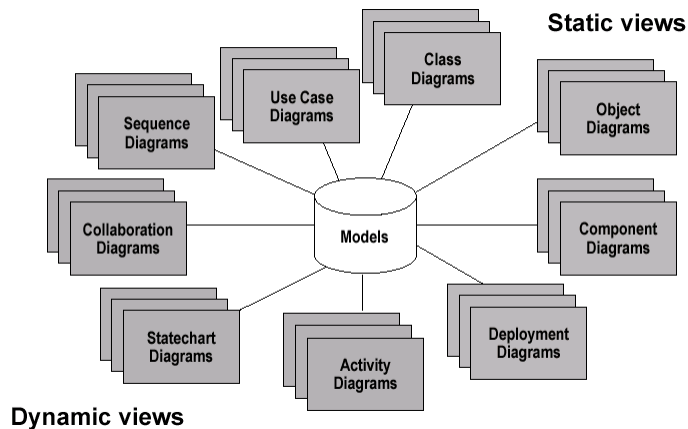 Static views
Class
Diagrams
Use Case
Diagrams
Sequence
Diagrams
Object
Diagrams
Collaboration
Diagrams
Models
Component
Diagrams
Statechart
Diagrams
Activity
Diagrams
Deployment
Diagrams
Dynamic views